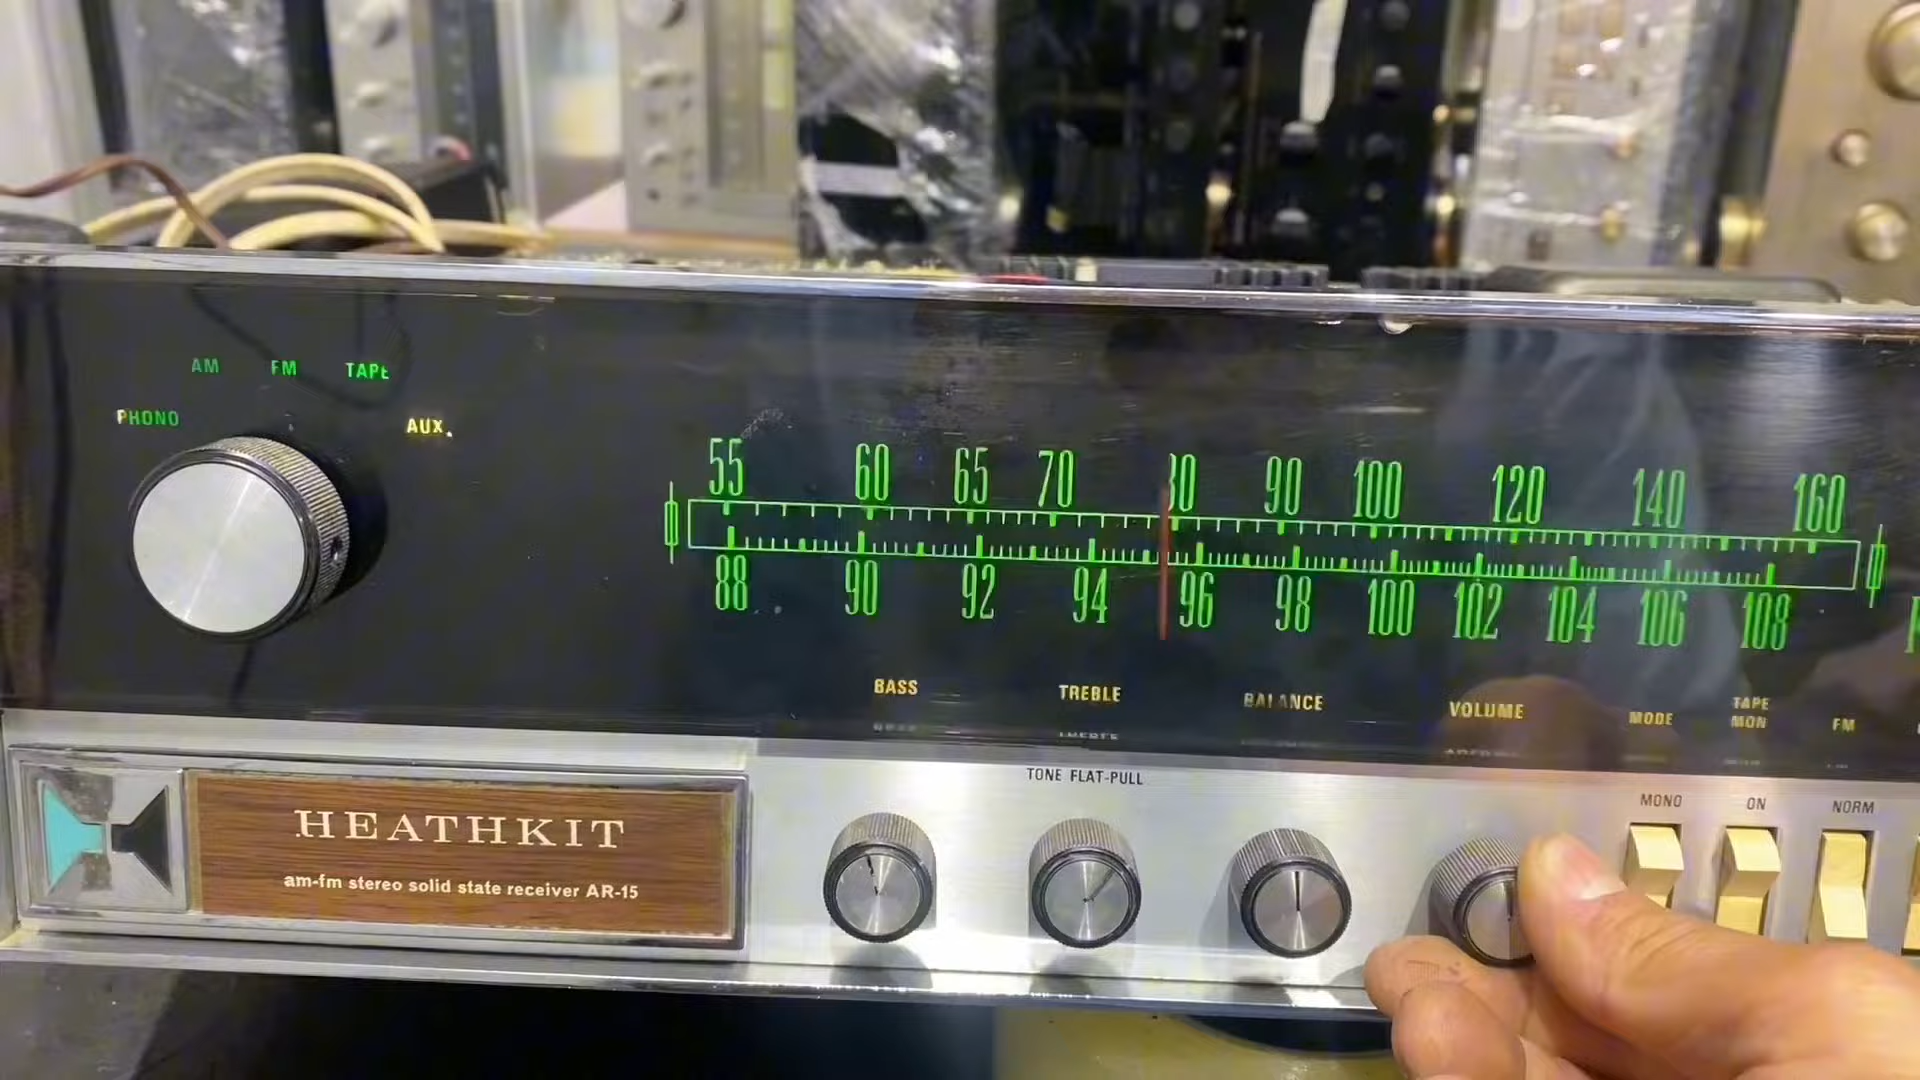 AM FM TAPE
PHONO AUX.
55 60 65 70 80 90 100 120 140 160
88 90 92 94 96 98 100 102 104 106 108
BASS TREBLE BALANCE VOLUME MODE TAPE MON FM
TONE FLAT-PULL
MONO ON NORM
HEATHKIT
am-fm stereo solid state receiver AR-15